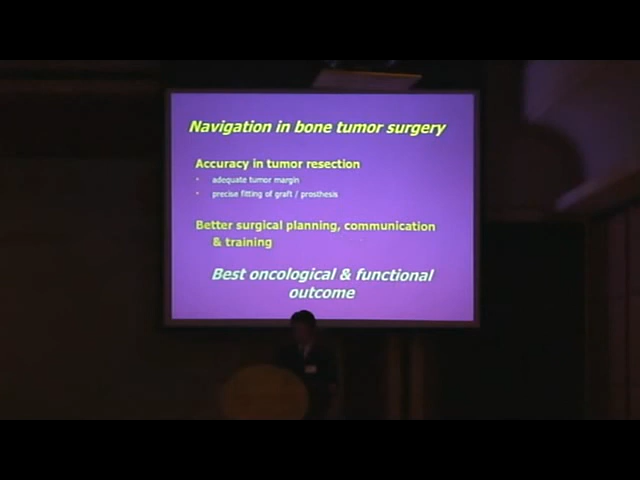 Navigation in bone tumor surgery
Accuracy in tumor resection
• adequate tumor margin
• precise fitting of graft / prosthesis
Better surgical planning, communication
& training
Best oncological & functional
outcome